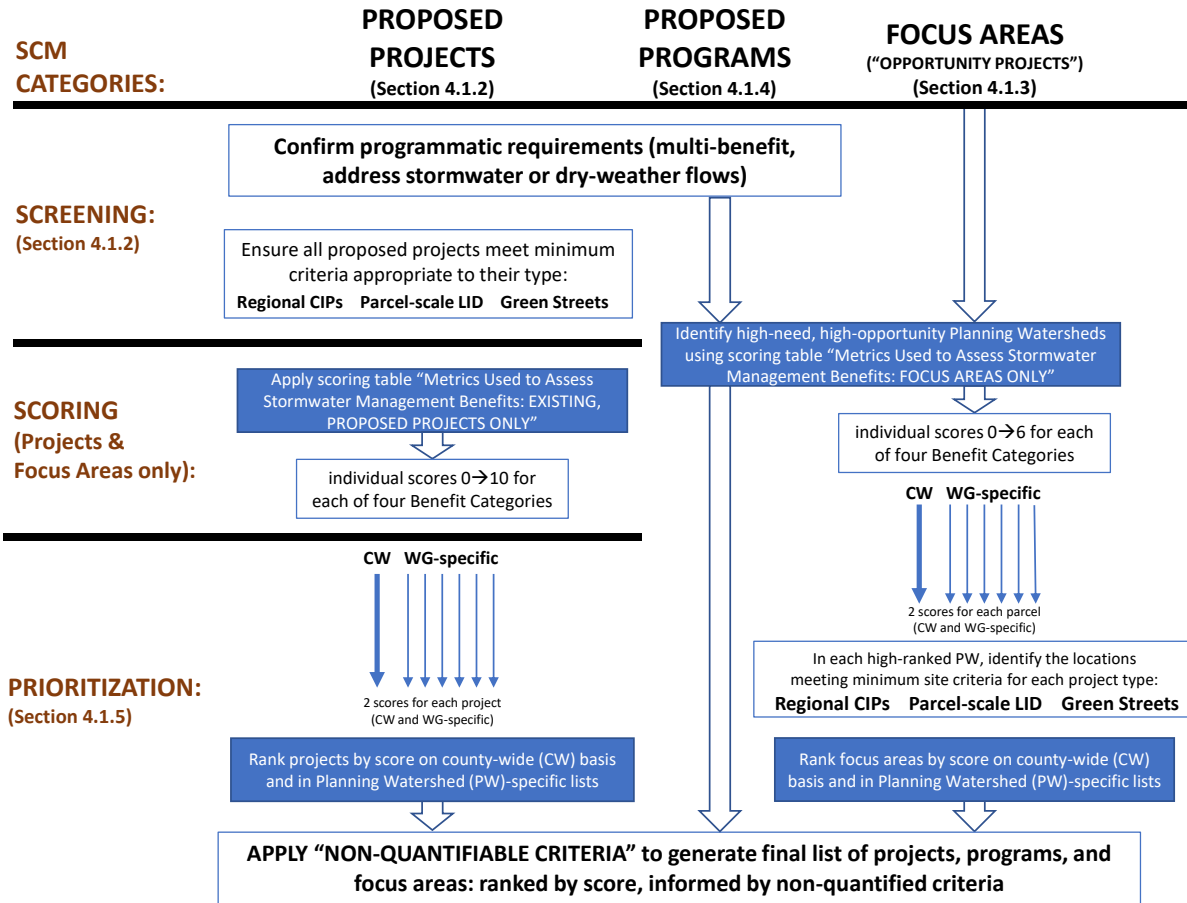 SCM
CATEGORIES:
PROPOSED
PROJECTS
(Section 4.1.2)
PROPOSED
PROGRAMS
(Section 4.1.4)
FOCUS AREAS
(“OPPORTUNITY PROJECTS”)
(Section 4.1.3)
SCREENING:
(Section 4.1.2)
Confirm programmatic requirements (multi-benefit,
address stormwater or dry-weather flows)
Ensure all proposed projects meet minimum
criteria appropriate to their type:
Regional CIPs Parcel-scale LID Green Streets
Identify high-need, high-opportunity Planning Watersheds
using scoring table “Metrics Used to Assess Stormwater
Management Benefits: FOCUS AREAS ONLY”
SCORING
(Projects &
Focus Areas only):
Apply scoring table “Metrics Used to Assess
Stormwater Management Benefits: EXISTING,
PROPOSED PROJECTS ONLY”
individual scores 0→10 for
each of four Benefit Categories
individual scores 0→6 for each
of four Benefit Categories
CW WG-specific
2 scores for each parcel
(CW and WG-specific)
PRIORITIZATION:
(Section 4.1.5)
CW WG-specific
2 scores for each project
(CW and WG-specific)
In each high-ranked PW, identify the locations
meeting minimum site criteria for each project type:
Regional CIPs Parcel-scale LID Green Streets
Rank projects by score on county-wide (CW) basis
and in Planning Watershed (PW)-specific lists
Rank focus areas by score on county-wide (CW)
basis and in Planning Watershed (PW)-specific lists
APPLY “NON-QUANTIFIABLE CRITERIA” to generate final list of projects, programs, and
focus areas: ranked by score, informed by non-quantified criteria